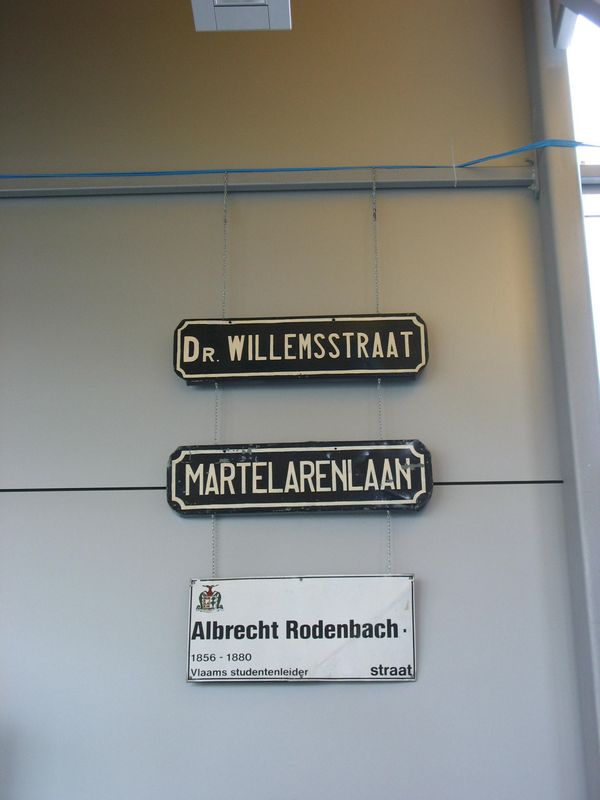 DR. WILLEMSSTRAAT
MARTELARENLAAN
Albrecht Rodenbach -
1856 - 1880
Vlaams studentenleider straat